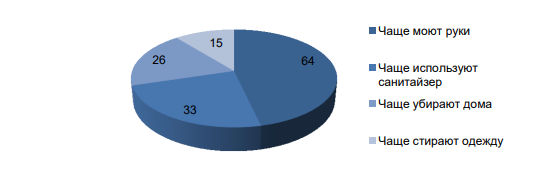 15
26
64
33
Чаще моют руки
Чаще используют
санитайзер
Чаще убирают дома
Чаще стирают одежду